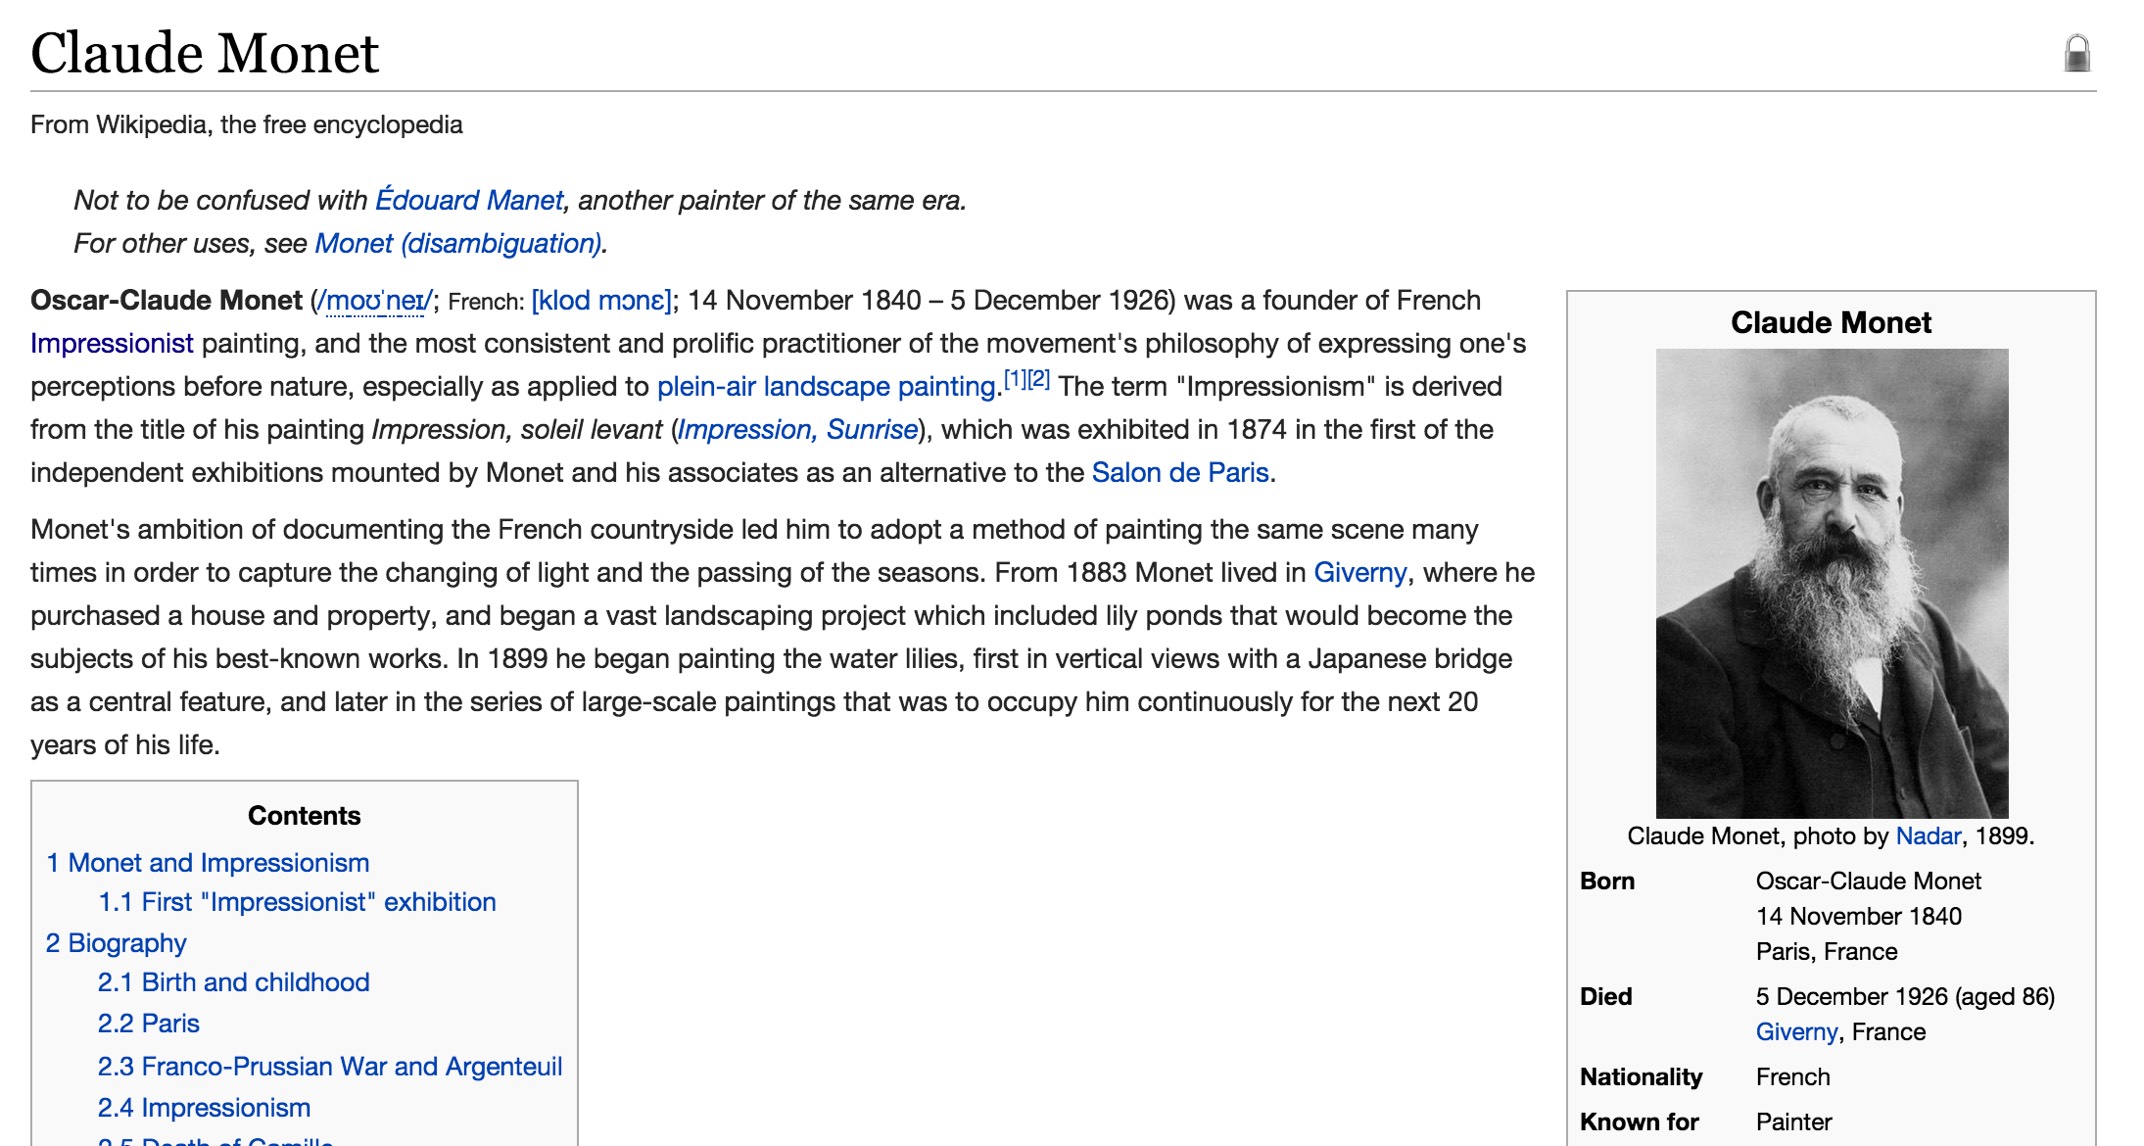 Claude Monet
From Wikipedia, the free encyclopedia
Not to be confused with Édouard Manet, another painter of the same era.
For other uses, see Monet (disambiguation).
Oscar-Claude Monet (/moʊˈneɪ/; French: [klod mɔnɛ]; 14 November 1840 – 5 December 1926) was a founder of French
Impressionist painting, and the most consistent and prolific practitioner of the movement's philosophy of expressing one's
perceptions before nature, especially as applied to plein-air landscape painting.[1][2] The term "Impressionism" is derived
from the title of his painting Impression, soleil levant (Impression, Sunrise), which was exhibited in 1874 in the first of the
independent exhibitions mounted by Monet and his associates as an alternative to the Salon de Paris.
Monet's ambition of documenting the French countryside led him to adopt a method of painting the same scene many
times in order to capture the changing of light and the passing of the seasons. From 1883 Monet lived in Giverny, where he
purchased a house and property, and began a vast landscaping project which included lily ponds that would become the
subjects of his best-known works. In 1899 he began painting the water lilies, first in vertical views with a Japanese bridge
as a central feature, and later in the series of large-scale paintings that was to occupy him continuously for the next 20
years of his life.
Contents
1 Monet and Impressionism
1.1 First "Impressionist" exhibition
2 Biography
2.1 Birth and childhood
2.2 Paris
2.3 Franco-Prussian War and Argenteuil
2.4 Impressionism
2.5 Death of Camille
Claude Monet
Claude Monet, photo by Nadar, 1899.
Born Oscar-Claude Monet
14 November 1840
Paris, France
Died 5 December 1926 (aged 86)
Giverny, France
Nationality French
Known for Painter